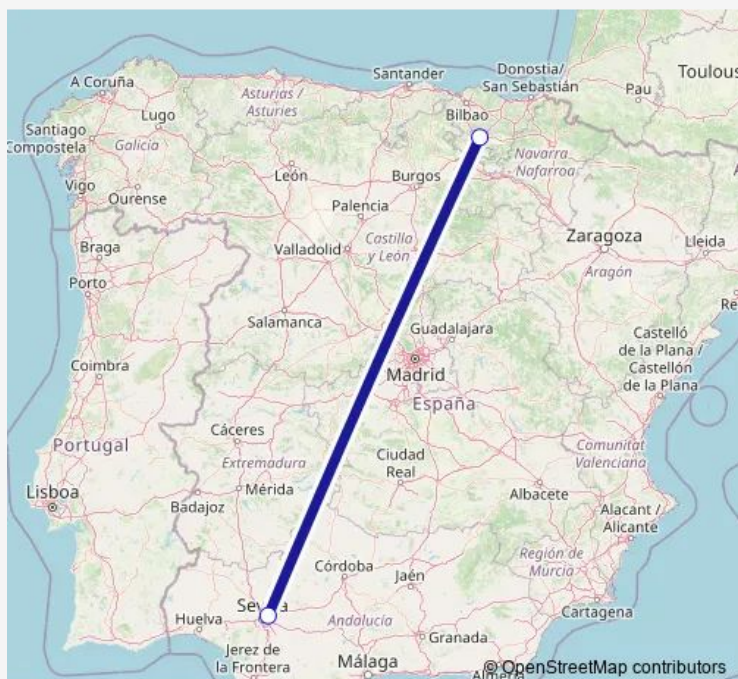 Santander
Donostia/
San Sebastián
Toulous
A Coruña
Asturias /
Asturies
Bilbao
Pau
Lugo
Santiago
Compostela
Galicia
León
Burgos
Navarra
Nafarroa
Vigo
Ourense
Palencia
Braga
Valladolid
Castilla
y León
Zaragoza
Lleida
Porto
Aragón
Re
Salamanca
Guadalajara
Castelló
de la Plana /
Castellón
de la Plana
Coimbra
Madrid
España
Cáceres
Portugal
Extremadura
Ciudad
Real
Comunitat
Valenciana
Lisboa
Mérida
Badajoz
Albacete
Alacant /
Alicante
Córdoba
Jaén
Región de
Murcia
Huelva
Andalucía
Cartagena
Granada
Jerez de
la Frontera
Málaga
Almería
© OpenStreetMap contributors